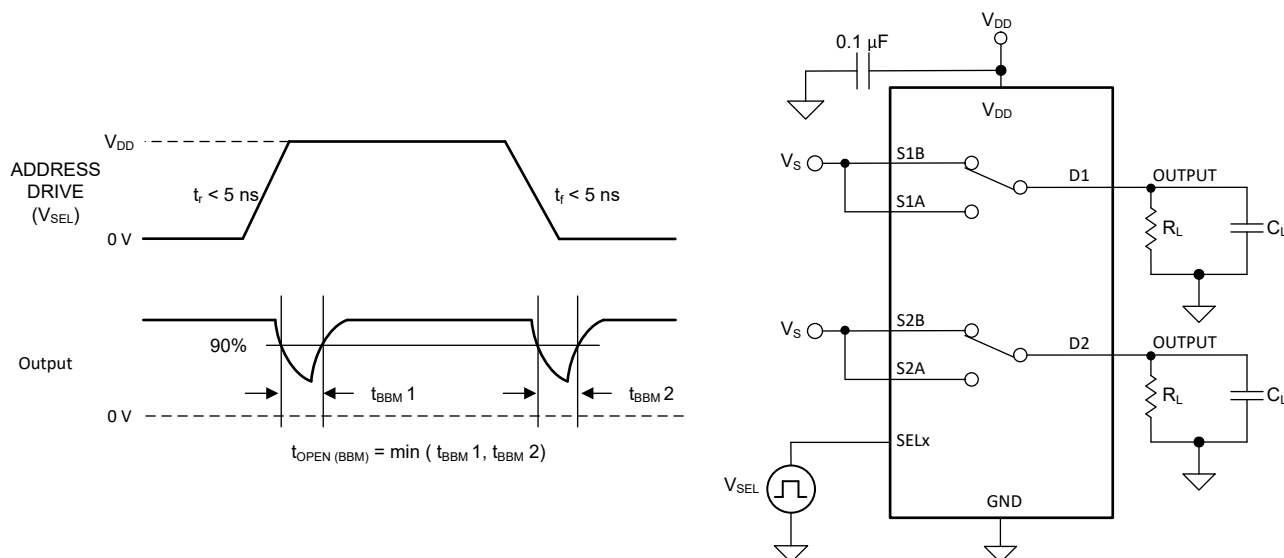 V_DD
ADDRESS
DRIVE
(V_SEL)
t_r < 5 ns
t_f < 5 ns
0 V
Output
90%
t_BBM 1
t_BBM 2
0 V
t_OPEN (BBM) = min ( t_BBM 1, t_BBM 2)
V_DD
0.1 µF
V_DD
V_S
S1B
S1A
D1
OUTPUT
R_L
C_L
V_S
S2B
S2A
D2
OUTPUT
R_L
C_L
SELx
V_SEL
GND